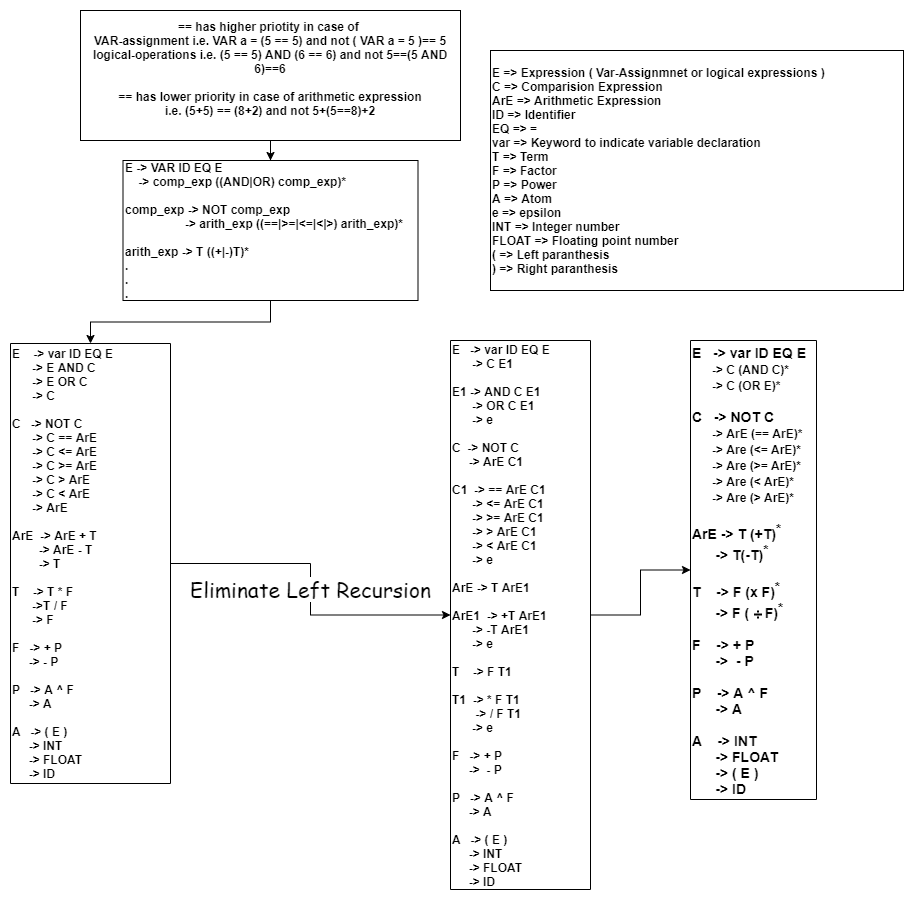 == has higher priotity in case of
VAR-assignment i.e. VAR a = (5 == 5) and not ( VAR a = 5 )== 5
logical-operations i.e. (5 == 5) AND (6 == 6) and not 5==(5 AND
6)==6
== has lower priority in case of arithmetic expression
i.e. (5+5) == (8+2) and not 5+(5==8)+2
E => Expression ( Var-Assignmnet or logical expressions )
C => Comparision Expression
ArE => Arithmetic Expression
ID => Identifier
EQ => =
var => Keyword to indicate variable declaration
T => Term
F => Factor
P => Power
A => Atom
e => epsilon
INT => Integer number
FLOAT => Floating point number
( => Left paranthesis
) => Right paranthesis
E -> VAR ID EQ E
-> comp_exp ((AND|OR) comp_exp)*
comp_exp -> NOT comp_exp
-> arith_exp ((==|>=|<=|<|>) arith_exp)*
arith_exp -> T ((+|-)T)*
.
.
.
E -> var ID EQ E
-> E AND C
-> E OR C
-> C
C -> NOT C
-> C == ArE
-> C <= ArE
-> C >= ArE
-> C > ArE
-> C < ArE
-> ArE
ArE -> ArE + T
-> ArE - T
-> T
T -> T * F
->T / F
-> F
F -> + P
-> - P
P -> A ^ F
-> A
A -> ( E )
-> INT
-> FLOAT
-> ID
Eliminate Left Recursion
E -> var ID EQ E
-> C E1
E1 -> AND C E1
-> OR C E1
-> e
C -> NOT C
-> ArE C1
C1 -> == ArE C1
-> <= ArE C1
-> >= ArE C1
-> > ArE C1
-> < ArE C1
-> e
ArE -> T ArE1
ArE1 -> +T ArE1
-> -T ArE1
-> e
T -> F T1
T1 -> * F T1
-> / F T1
-> e
F -> + P
-> - P
P -> A ^ F
-> A
A -> ( E )
-> INT
-> FLOAT
-> ID
E -> var ID EQ E
-> C (AND C)*
-> C (OR E)*
C -> NOT C
-> ArE (== ArE)*
-> Are (<= ArE)*
-> Are (>= ArE)*
-> Are (< ArE)*
-> Are (> ArE)*
ArE -> T (+T)*
-> T(-T)*
T -> F (x F)*
-> F ( ÷F)*
F -> + P
-> - P
P -> A ^ F
-> A
A -> INT
-> FLOAT
-> ( E )
-> ID